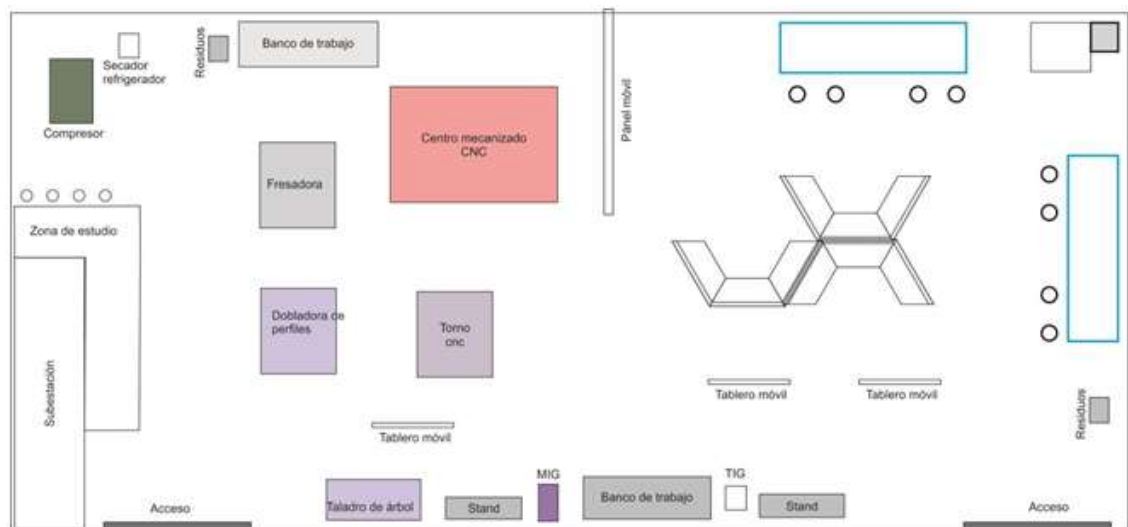 Banco de trabajo
Residuos
Secador
refrigerador
Compresor
Centro mecanizado
CNC
Panel móvil
Fresadora
Zona de estudio
Subestación
Dobladora de
perfiles
Torno
cnc
Tablero móvil
Tablero móvil
Tablero móvil
Residuos
MIG
TIG
Taladro de árbol
Stand
Banco de trabajo
Stand
Acceso
Acceso